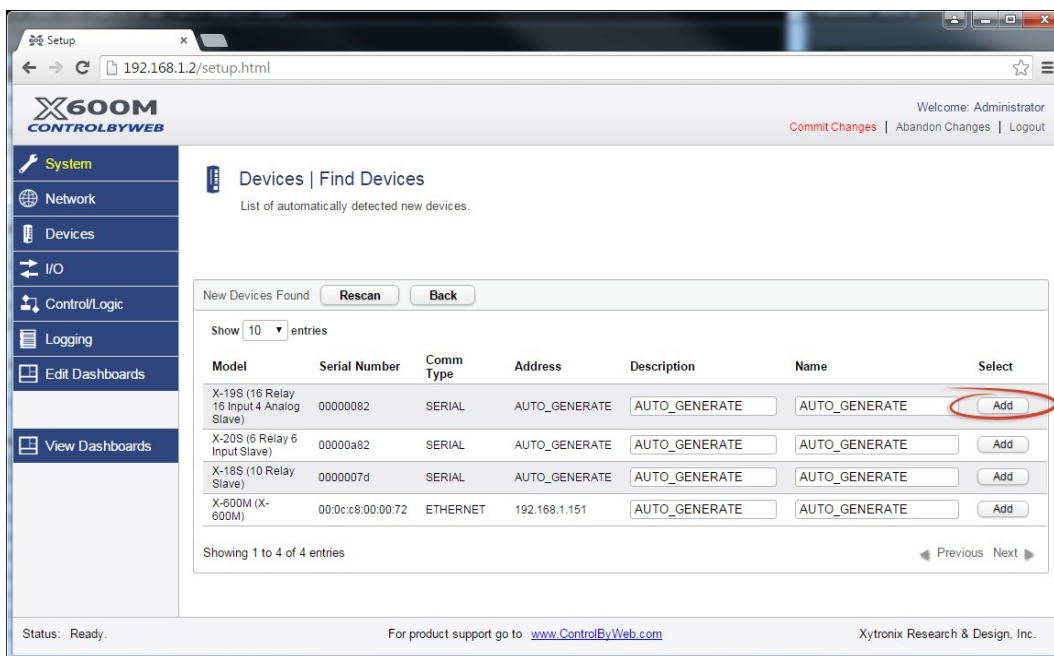 Setup
192.168.1.2/setup.html
X600M
CONTROLBYWEB
Welcome: Administrator
Commit Changes | Abandon Changes | Logout
System
Network
Devices
I/O
Control/Logic
Logging
Edit Dashboards
View Dashboards
Devices | Find Devices
List of automatically detected new devices.
New Devices Found Rescan Back
Show 10 entries
Model Serial Number Comm Type Address Description Name Select
X-19S (16 Relay 16 Input 4 Analog Slave) 00000082 SERIAL AUTO_GENERATE AUTO_GENERATE AUTO_GENERATE Add
X-20S (6 Relay 6 Input Slave) 00000a82 SERIAL AUTO_GENERATE AUTO_GENERATE AUTO_GENERATE Add
X-18S (10 Relay Slave) 0000007d SERIAL AUTO_GENERATE AUTO_GENERATE AUTO_GENERATE Add
X-600M (X-600M) 00:0c:c8:00:00:72 ETHERNET 192.168.1.151 AUTO_GENERATE AUTO_GENERATE Add
Showing 1 to 4 of 4 entries
Previous Next
Status: Ready.
For product support go to www.ControlByWeb.com
Xytronix Research & Design, Inc.